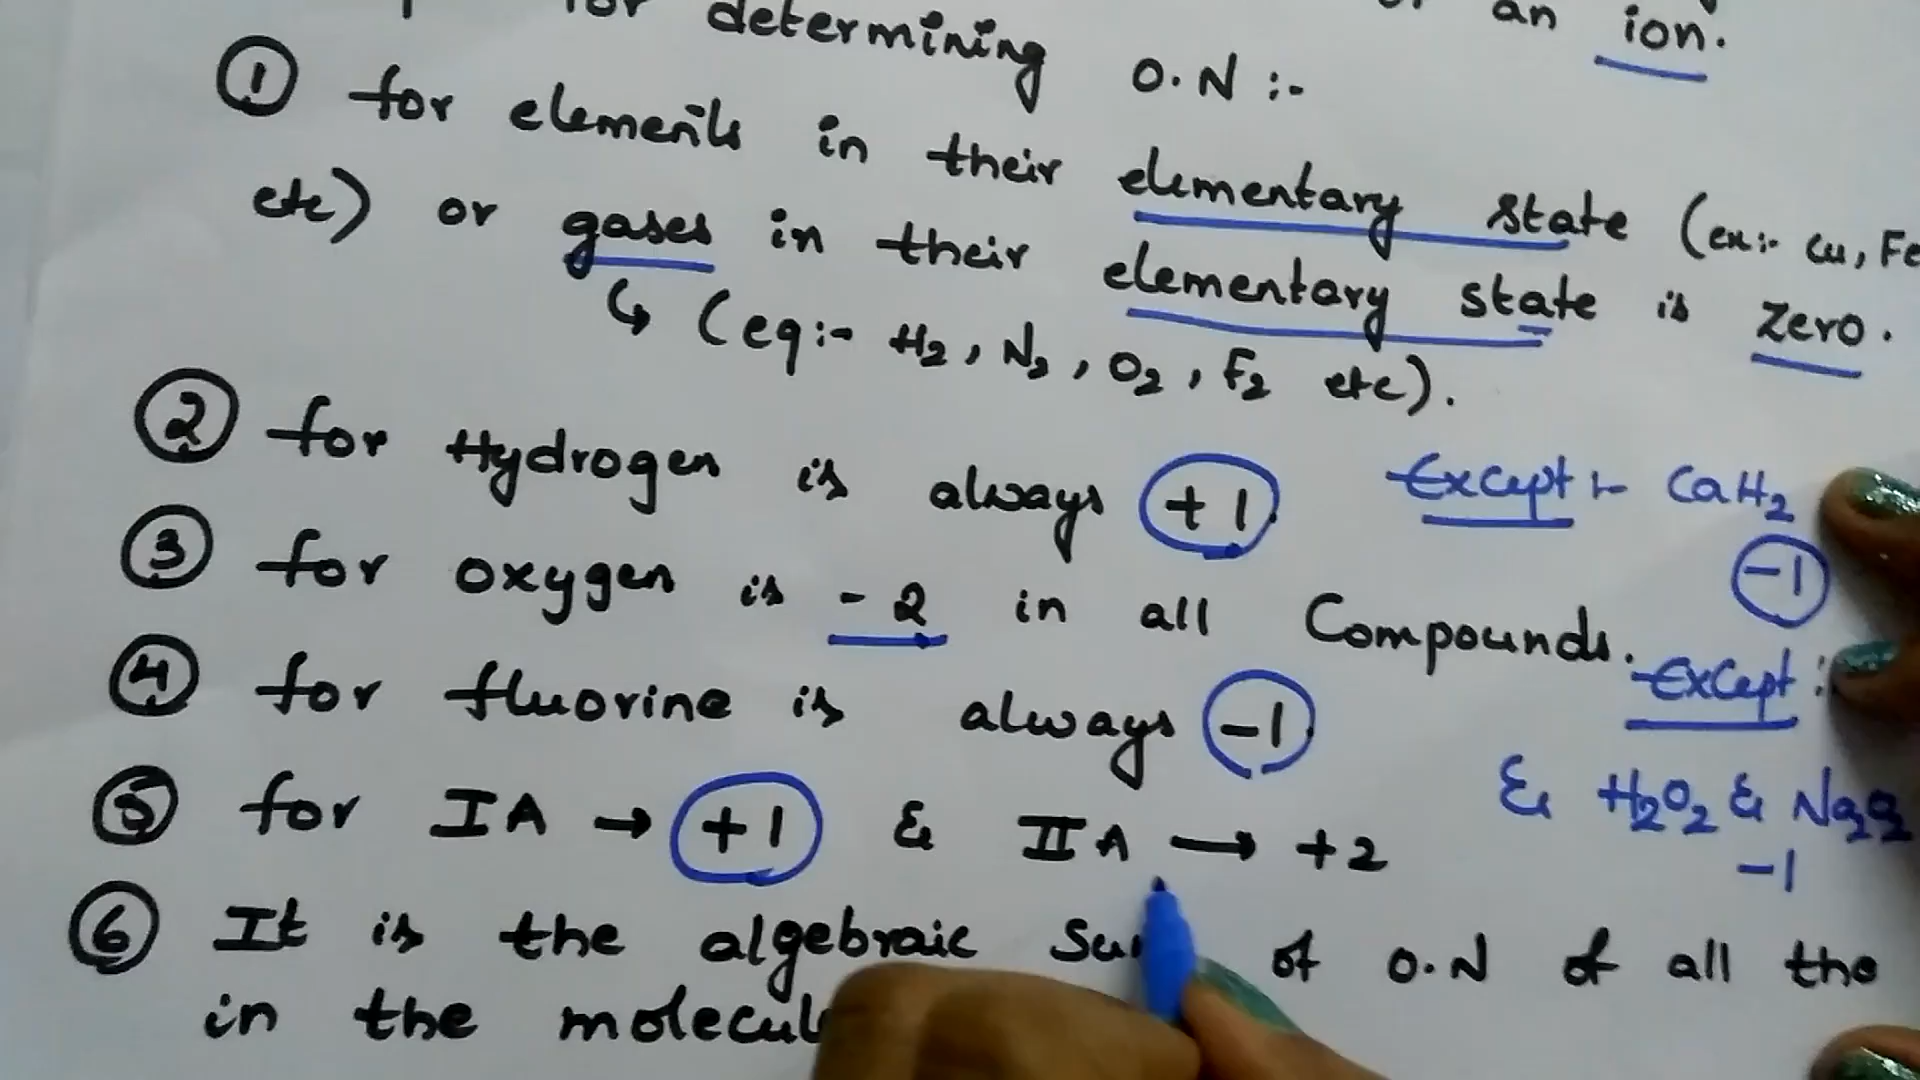 for determining O.N :-
an ion.
① for elements in their elementary state (ex:- Cu, Fe
etc) or gases in their elementary state is zero.
↳ (eg:- H₂, N₂, O₂, F₂ etc).
② for Hydrogen is always +1 Except :- CaH₂
-1
③ for oxygen is -2 in all Compounds. Except :
④ for fluorine is always -1
& H₂O₂ & Na₂O₂
-1
⑤ for IA → +1 & IIA → +2
⑥ It is the algebraic of O.N of all the
in the